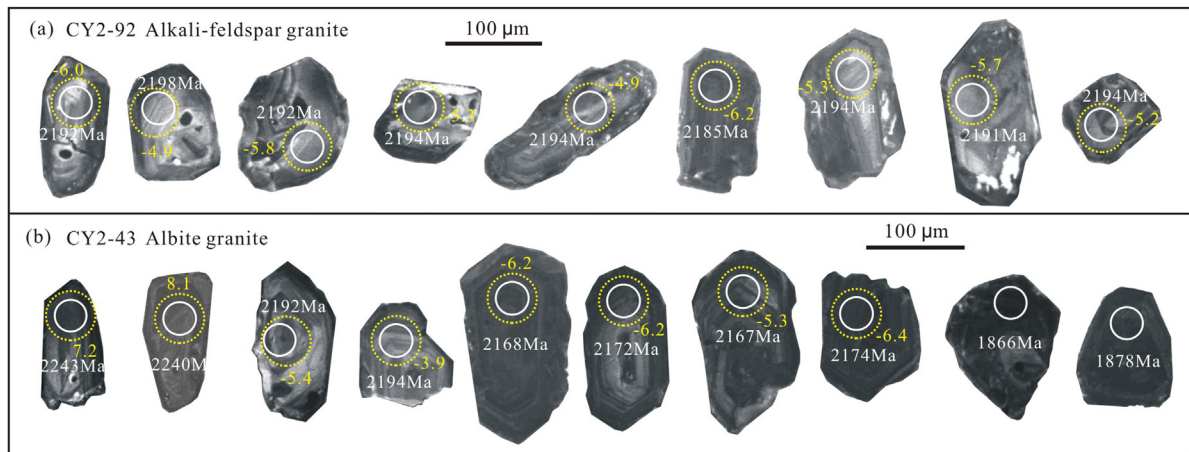 (a) CY2-92 Alkali-feldspar granite
100 μm
-6.0
2192Ma
2198Ma
-4.9
2192Ma
-5.8
-5.3
2194Ma
-4.9
2194Ma
-6.2
2185Ma
-5.3
2194Ma
-5.7
2191Ma
2194Ma
-5.2
(b) CY2-43 Albite granite
100 μm
7.2
2243Ma
8.1
2240M
2192Ma
-5.4
-3.9
2194Ma
-6.2
2168Ma
-6.2
2172Ma
-5.3
2167Ma
-6.4
2174Ma
1866Ma
1878Ma